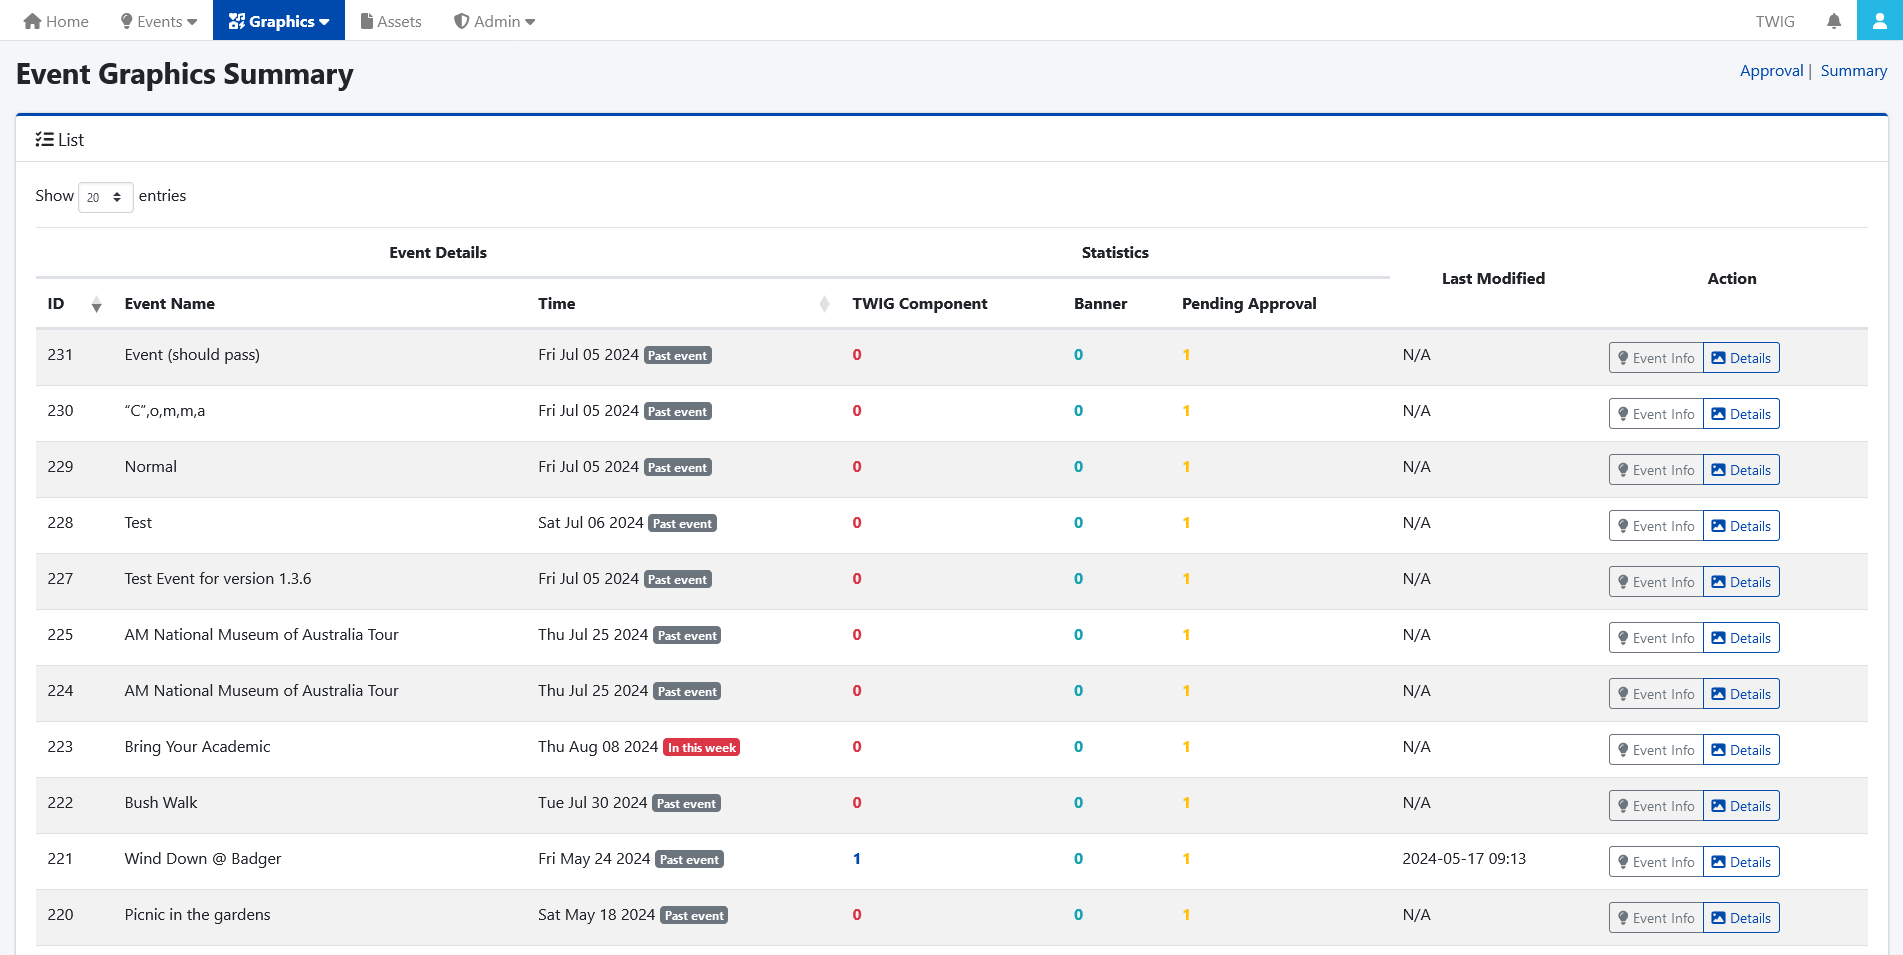 Home Events Graphics Assets Admin TWIG
Event Graphics Summary
Approval | Summary
List
Show 20 entries
Event Details Statistics Last Modified Action
ID Event Name Time TWIG Component Banner Pending Approval
231 Event (should pass) Fri Jul 05 2024 Past event 0 0 1 N/A Event Info Details
230 “C”,o,m,m,a Fri Jul 05 2024 Past event 0 0 1 N/A Event Info Details
229 Normal Fri Jul 05 2024 Past event 0 0 1 N/A Event Info Details
228 Test Sat Jul 06 2024 Past event 0 0 1 N/A Event Info Details
227 Test Event for version 1.3.6 Fri Jul 05 2024 Past event 0 0 1 N/A Event Info Details
225 AM National Museum of Australia Tour Thu Jul 25 2024 Past event 0 0 1 N/A Event Info Details
224 AM National Museum of Australia Tour Thu Jul 25 2024 Past event 0 0 1 N/A Event Info Details
223 Bring Your Academic Thu Aug 08 2024 In this week 0 0 1 N/A Event Info Details
222 Bush Walk Tue Jul 30 2024 Past event 0 0 1 N/A Event Info Details
221 Wind Down @ Badger Fri May 24 2024 Past event 1 0 1 2024-05-17 09:13 Event Info Details
220 Picnic in the gardens Sat May 18 2024 Past event 0 0 1 N/A Event Info Details